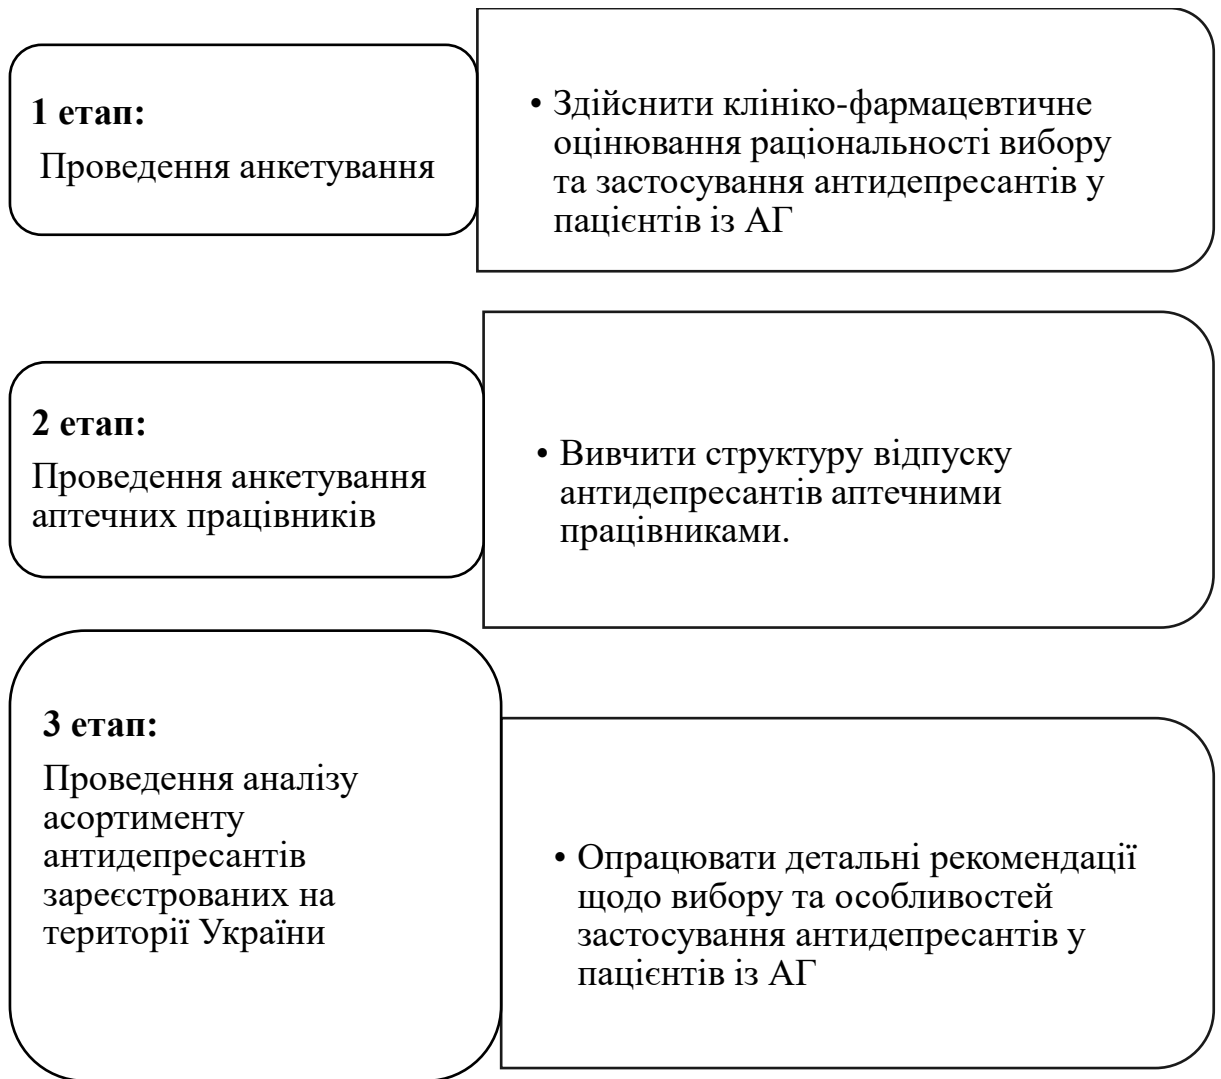 1 етап:
Проведення анкетування
• Здійснити клініко-фармацевтичне
оцінювання раціональності вибору
та застосування антидепресантів у
пацієнтів із АГ
2 етап:
Проведення анкетування
аптечних працівників
• Вивчити структуру відпуску
антидепресантів аптечними
працівниками.
3 етап:
Проведення аналізу
асортименту
антидепресантів
зареєстрованих на
території України
• Опрацювати детальні рекомендації
щодо вибору та особливостей
застосування антидепресантів у
пацієнтів із АГ